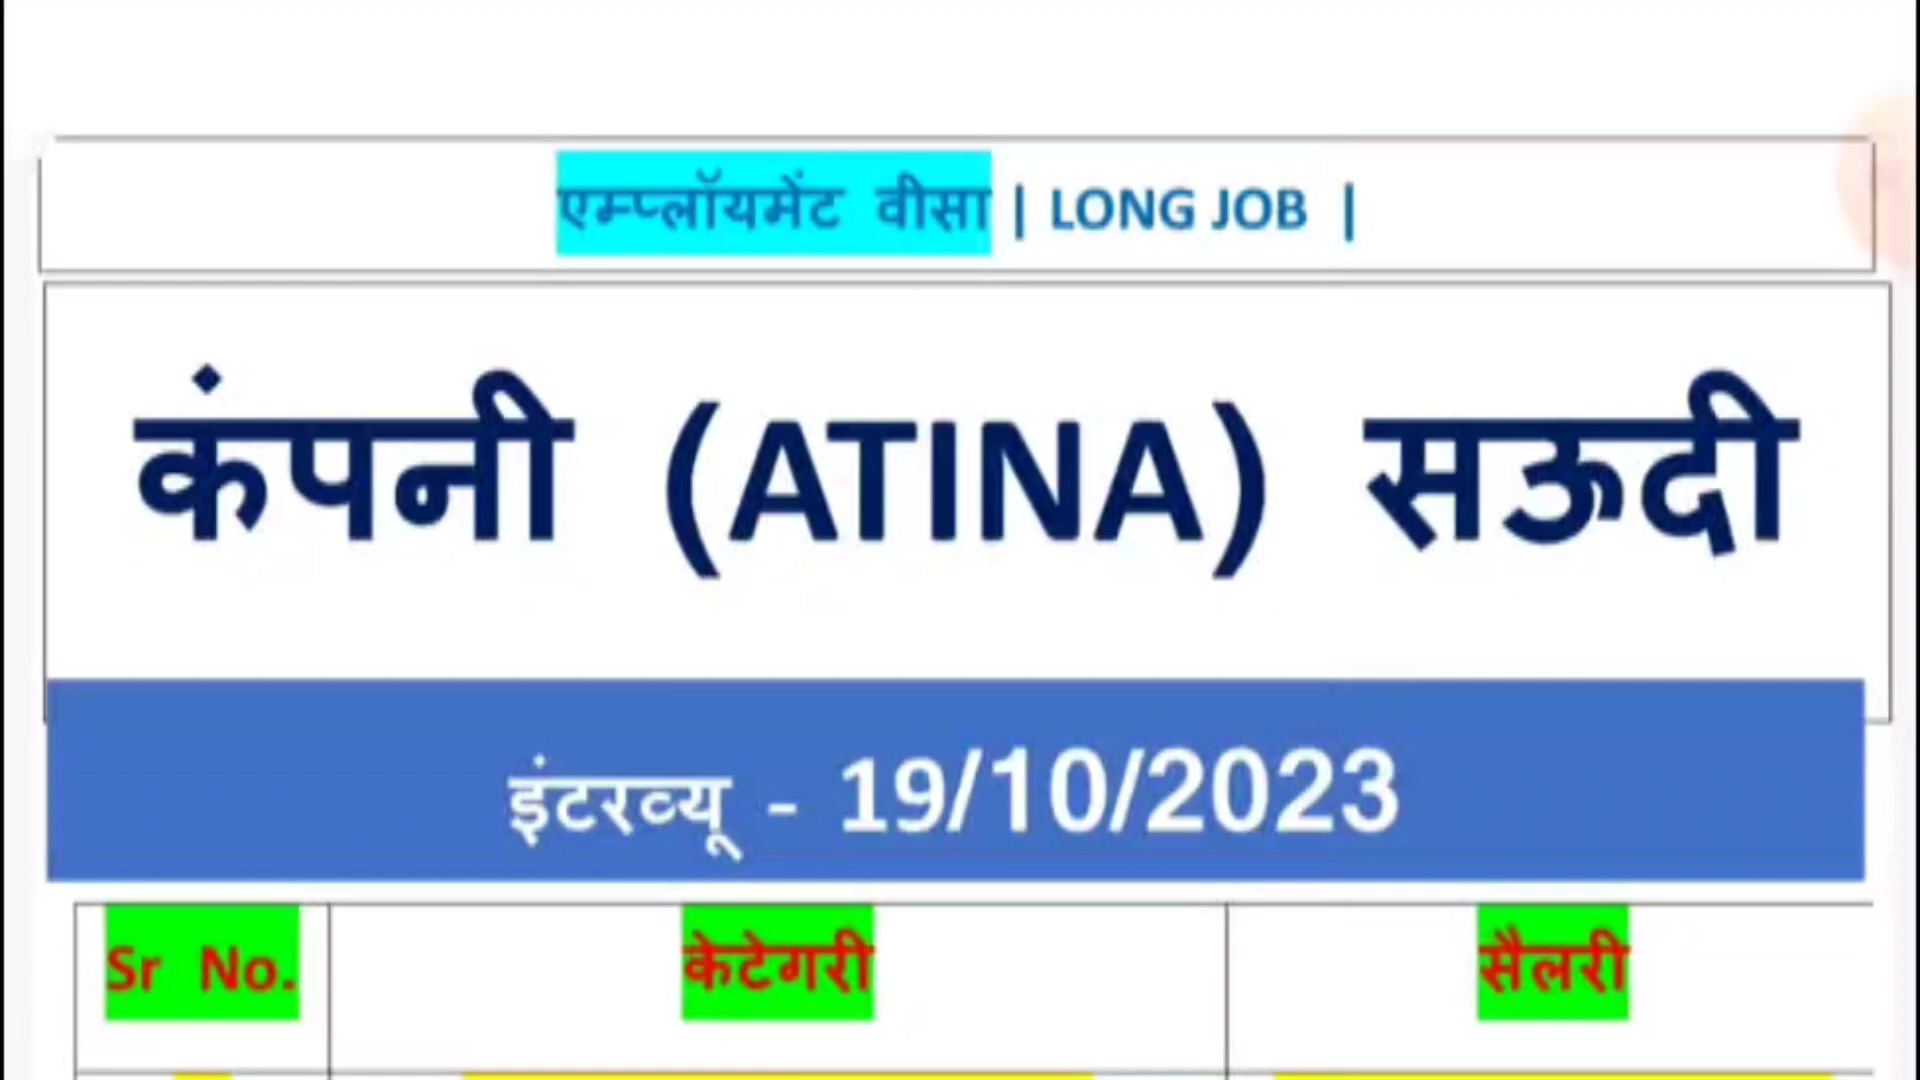 एम्प्लॉयमेंट वीसा | LONG JOB |
कंपनी (ATINA) सऊदी
इंटरव्यू - 19/10/2023
Sr No. केटेगरी सैलरी